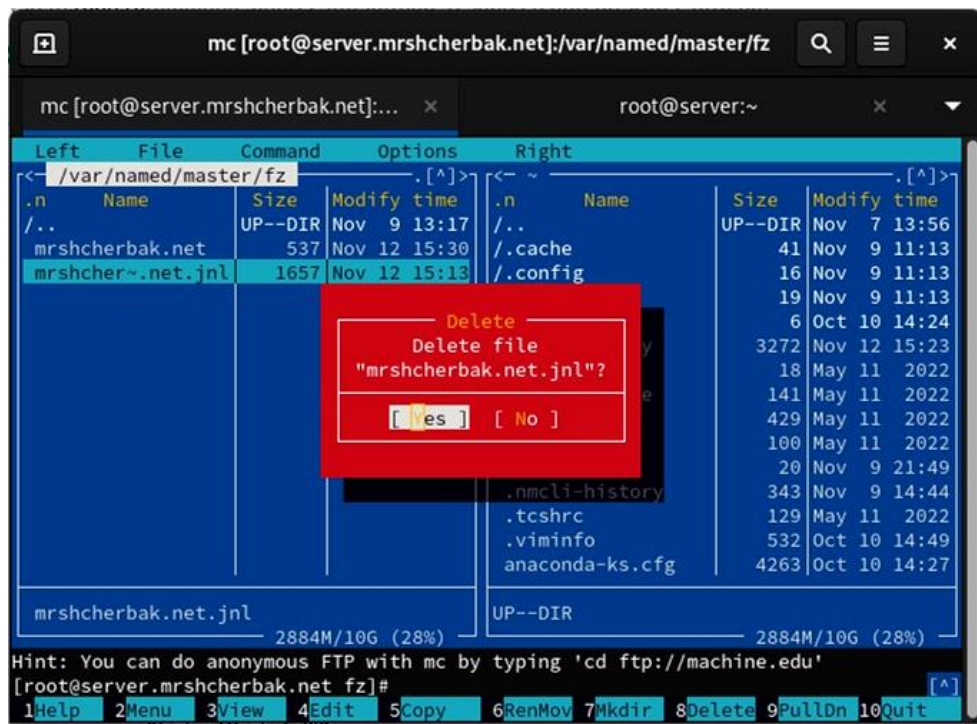 mc [root@server.mrshcherbak.net]:/var/named/master/fz
mc [root@server.mrshcherbak.net]:... × root@server:~ ×
Left File Command Options Right
<- /var/named/master/fz .[^]> <- ~ .[^]>
.n Name Size Modify time .n Name Size Modify time
/.. UP--DIR Nov 9 13:17 /.. UP--DIR Nov 7 13:56
mrshcherbak.net 537 Nov 12 15:30 /.cache 41 Nov 9 11:13
mrshcher~.net.jnl 1657 Nov 12 15:13 /.config 16 Nov 9 11:13
19 Nov 9 11:13
Delete 6 Oct 10 14:24
Delete file y 3272 Nov 12 15:23
"mrshcherbak.net.jnl"? 18 May 11 2022
e 141 May 11 2022
[ Yes ] [ No ] 429 May 11 2022
100 May 11 2022
20 Nov 9 21:49
.nmcli-history 343 Nov 9 14:44
.tcshrc 129 May 11 2022
.viminfo 532 Oct 10 14:49
anaconda-ks.cfg 4263 Oct 10 14:27
mrshcherbak.net.jnl UP--DIR
2884M/10G (28%) 2884M/10G (28%)
Hint: You can do anonymous FTP with mc by typing 'cd ftp://machine.edu'
[root@server.mrshcherbak.net fz]# [^]
1Help 2Menu 3View 4Edit 5Copy 6RenMov 7Mkdir 8Delete 9PullDn 10Quit